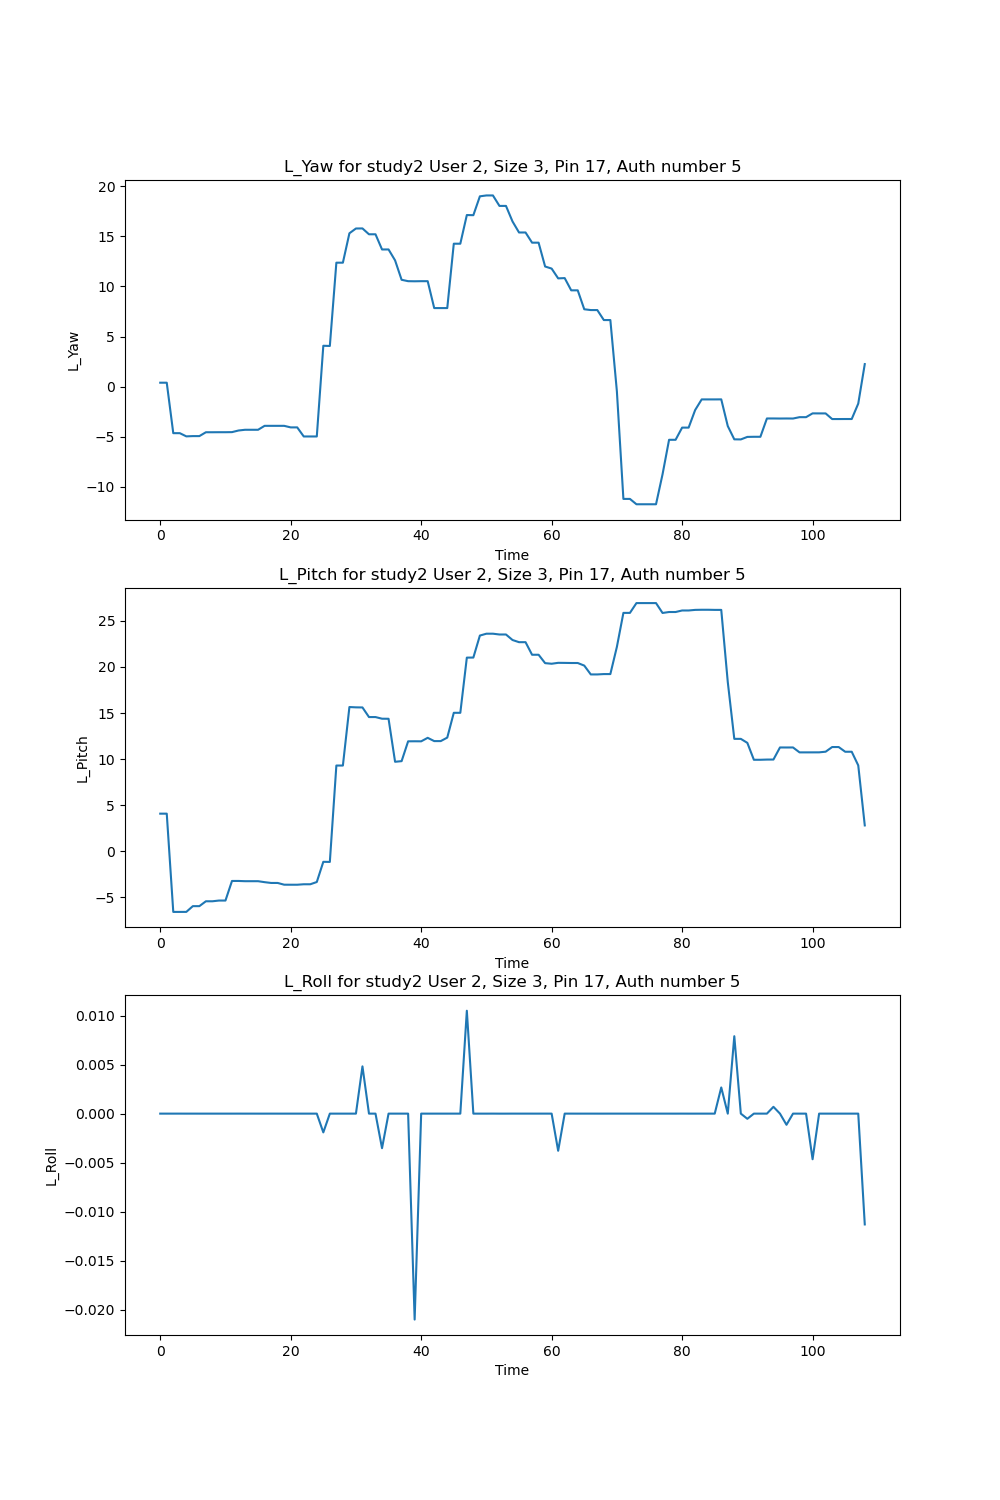 L_Yaw for study2 User 2, Size 3, Pin 17, Auth number 5
20
15
10
5
0
−5
−10
L_Yaw
0 20 40 60 80 100
Time
L_Pitch for study2 User 2, Size 3, Pin 17, Auth number 5
25
20
15
10
5
0
−5
L_Pitch
0 20 40 60 80 100
Time
L_Roll for study2 User 2, Size 3, Pin 17, Auth number 5
0.010
0.005
0.000
−0.005
−0.010
−0.015
−0.020
L_Roll
0 20 40 60 80 100
Time